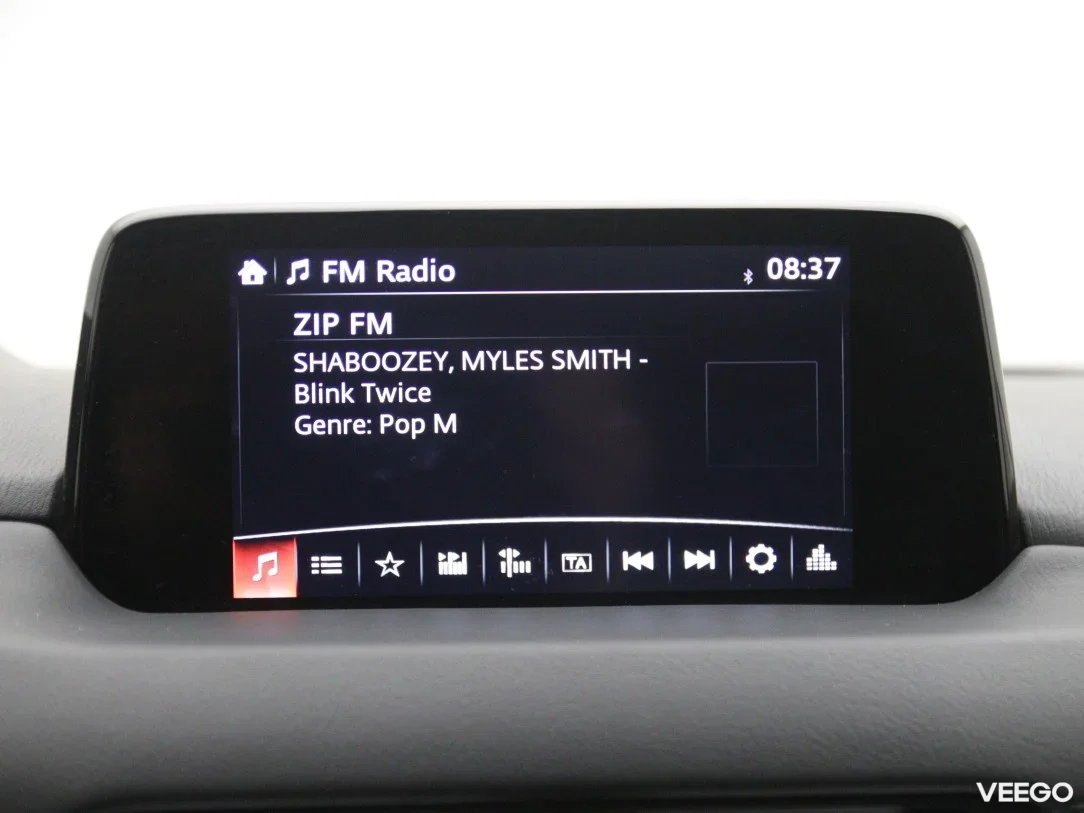 FM Radio
08:37
ZIP FM
SHABOOZEY, MYLES SMITH -
Blink Twice
Genre: Pop M
TA
VEEGO